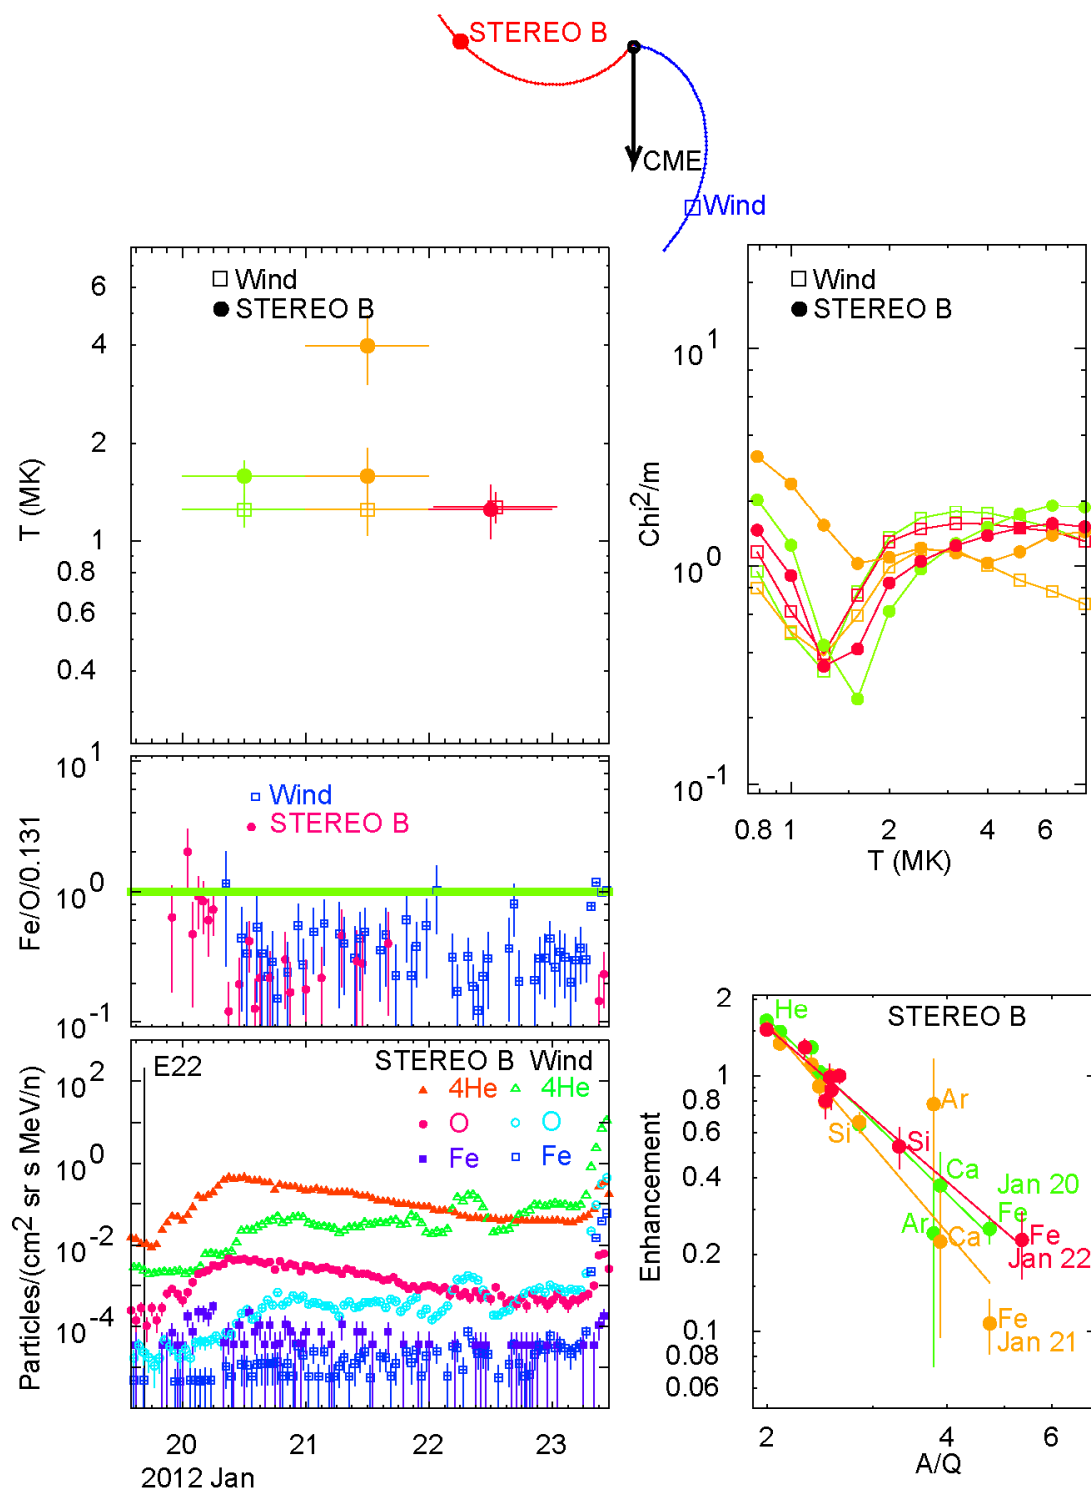 STEREO B
CME
Wind
Wind
STEREO B
6
4
2
1
0.8
0.6
0.4
T (MK)
Wind
STEREO B
10^1
10^0
10^-1
Chi^2/m
0.8 1 2 4 6
T (MK)
1
10^1
10^0
10^-1
Fe/O/0.131
Wind
STEREO B
E22
STEREO B Wind
4He 4He
O O
Fe Fe
10^2
10^0
10^-2
10^-4
Particles/(cm^2 sr s MeV/n)
20 21 22 23
2012 Jan
STEREO B
2
1
0.8
0.6
0.4
0.2
0.1
0.08
0.06
Enhancement
He
Ar
Si
Si
Ca
Jan 20
Fe
Ar
Ca
Fe
Jan 22
Fe
Jan 21
2 4 6
A/Q